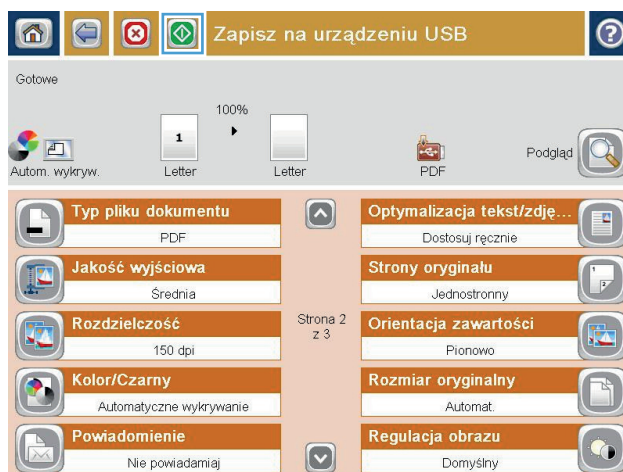 Zapisz na urządzeniu USB
?
Gotowe
100%
1
Autom. wykryw.
Letter
Letter
PDF
Podgląd
Typ pliku dokumentu
PDF
Optymalizacja tekst/zdję...
Dostosuj ręcznie
Jakość wyjściowa
Średnia
Strony oryginału
Jednostronny
1
2
Rozdzielczość
150 dpi
Strona 2
z 3
Orientacja zawartości
Pionowo
Kolor/Czarny
Automatyczne wykrywanie
Rozmiar oryginalny
Automat.
Powiadomienie
Nie powiadamiaj
Regulacja obrazu
Domyślny